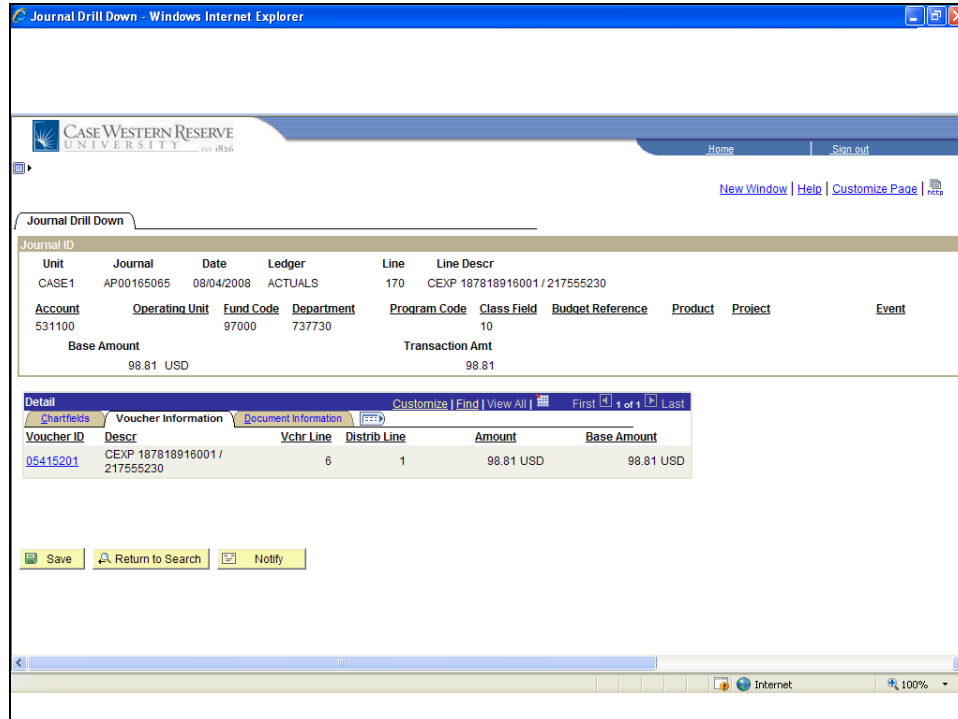 Journal Drill Down - Windows Internet Explorer
CASE WESTERN RESERVE
UNIVERSITY EST 1826
Home Sign out
New Window | Help | Customize Page | http
Journal Drill Down
Journal ID
Unit Journal Date Ledger Line Line Descr
CASE1 AP00165065 08/04/2008 ACTUALS 170 CEXP 187818916001 / 217555230
Account Operating Unit Fund Code Department Program Code Class Field Budget Reference Product Project Event
531100 97000 737730 10
Base Amount Transaction Amt
98.81 USD 98.81
Detail Customize | Find | View All | First 1 of 1 Last
Chartfields Voucher Information Document Information
Voucher ID Descr Vchr Line Distrib Line Amount Base Amount
05415201 CEXP 187818916001 / 217555230 6 1 98.81 USD 98.81 USD
Save Return to Search Notify
Internet 100%